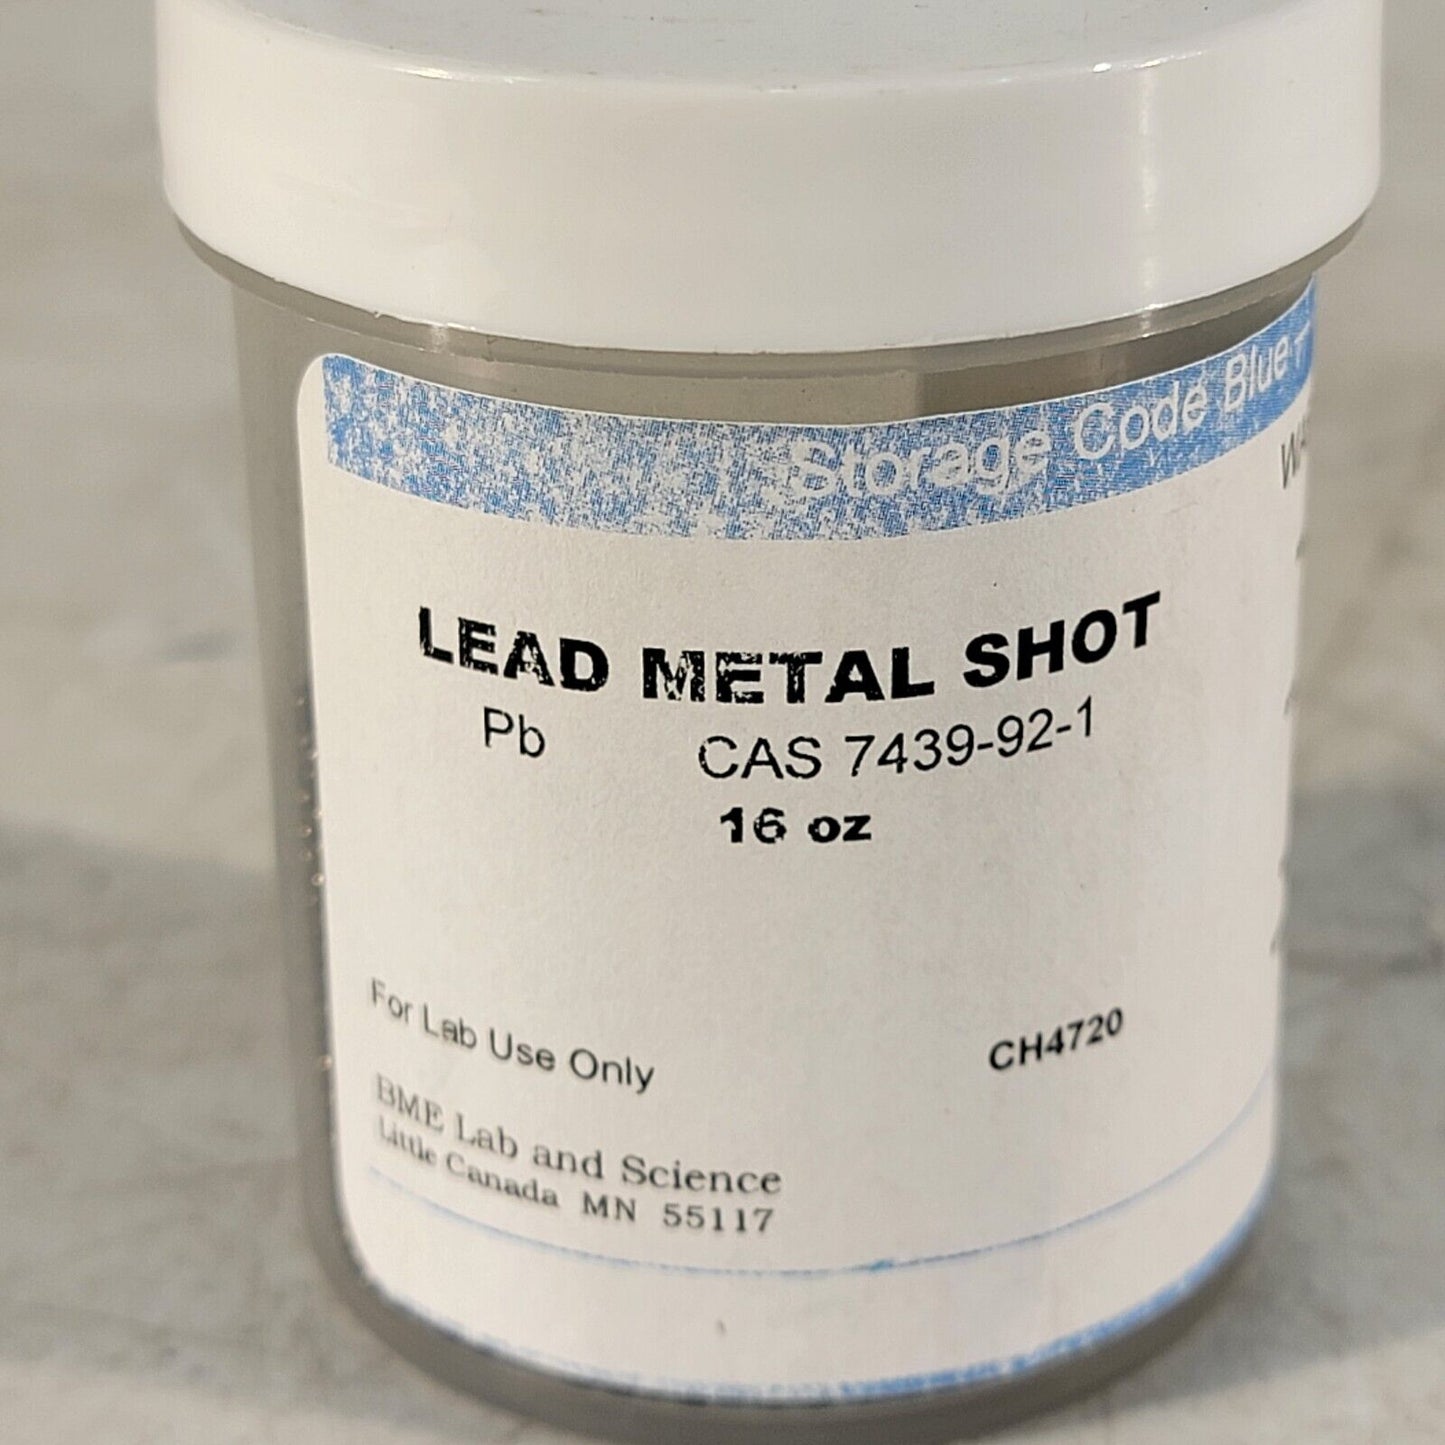 Storage Code Blue
LEAD METAL SHOT
Pb CAS 7439-92-1
16 oz
For Lab Use Only
CH4720
BME Lab and Science
Little Canada MN 55117